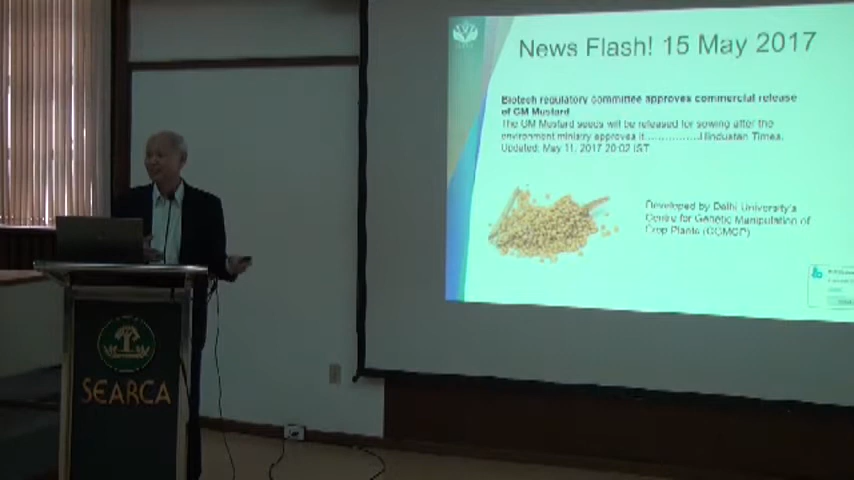 News Flash! 15 May 2017
Biotech regulatory committee approves commercial release
of GM Mustard
The GM Mustard seeds will be released for sowing after the
environment ministry approves it....................Hindustan Times.
Updated: May 11, 2017 20:02 IST
Developed by Delhi University's
Centre for Genetic Manipulation of
Crop Plants (CGMCP)
SEARCA